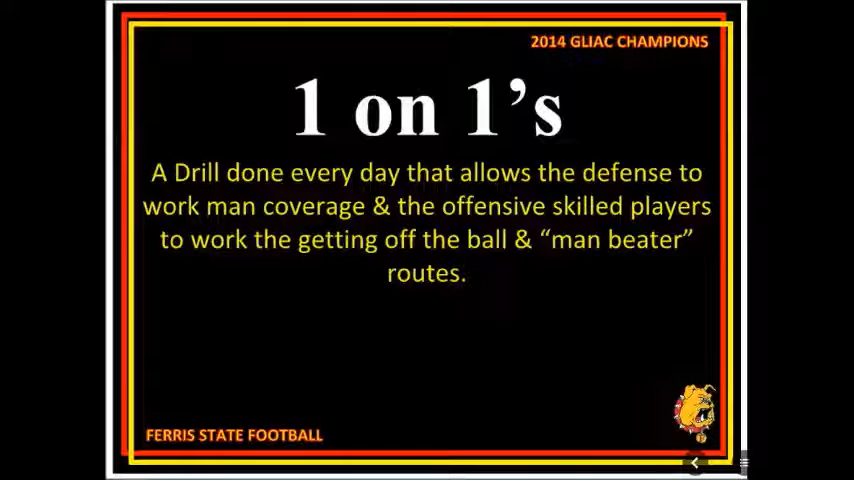 2014 GLIAC CHAMPIONS
1 on 1’s
A Drill done every day that allows the defense to
work man coverage & the offensive skilled players
to work the getting off the ball & “man beater”
routes.
FERRIS STATE FOOTBALL